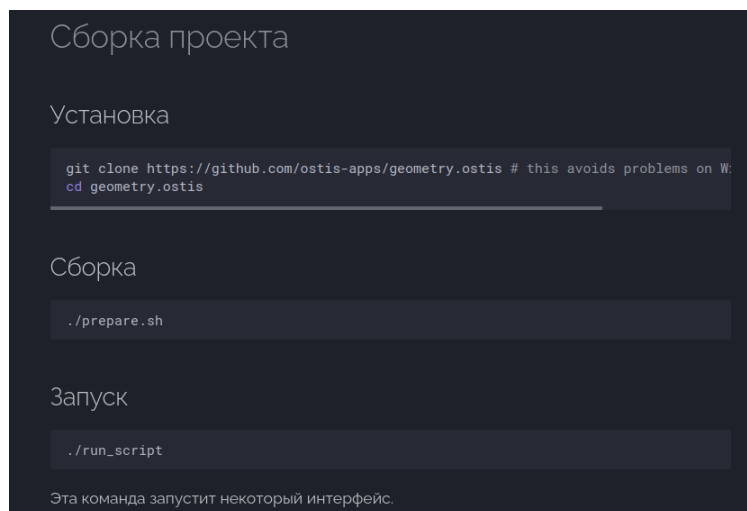 Сборка проекта
Установка
git clone https://github.com/ostis-apps/geometry.ostis # this avoids problems on
cd geometry.ostis
Сборка
./prepare.sh
Запуск
./run_script
Эта команда запустит некоторый интерфейс.